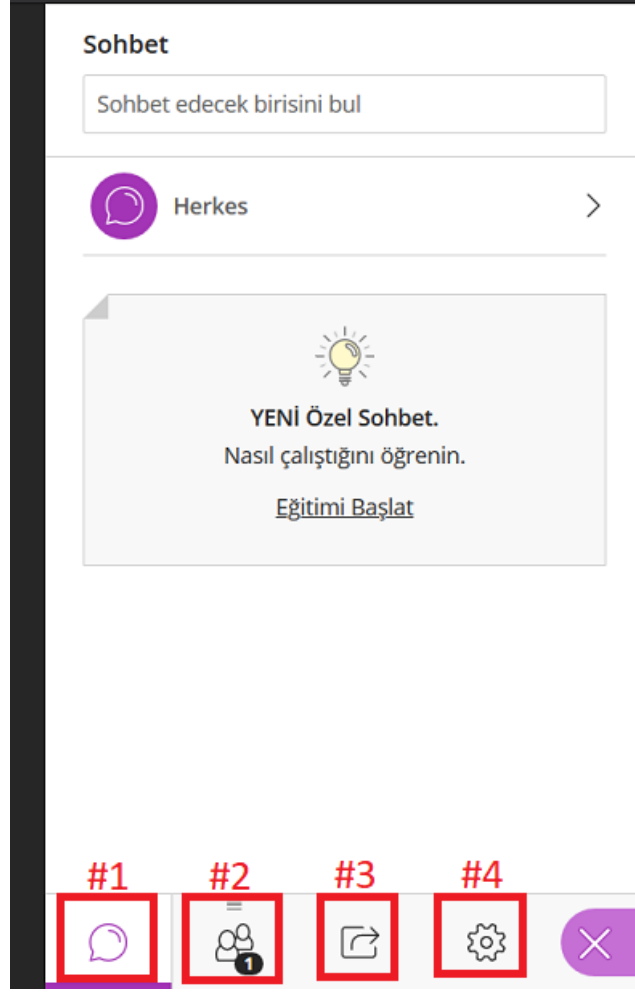 Sohbet
Sohbet edecek birisini bul
Herkes
YENİ Özel Sohbet.
Nasıl çalıştığını öğrenin.
Eğitimi Başlat
#1 #2 #3 #4
1